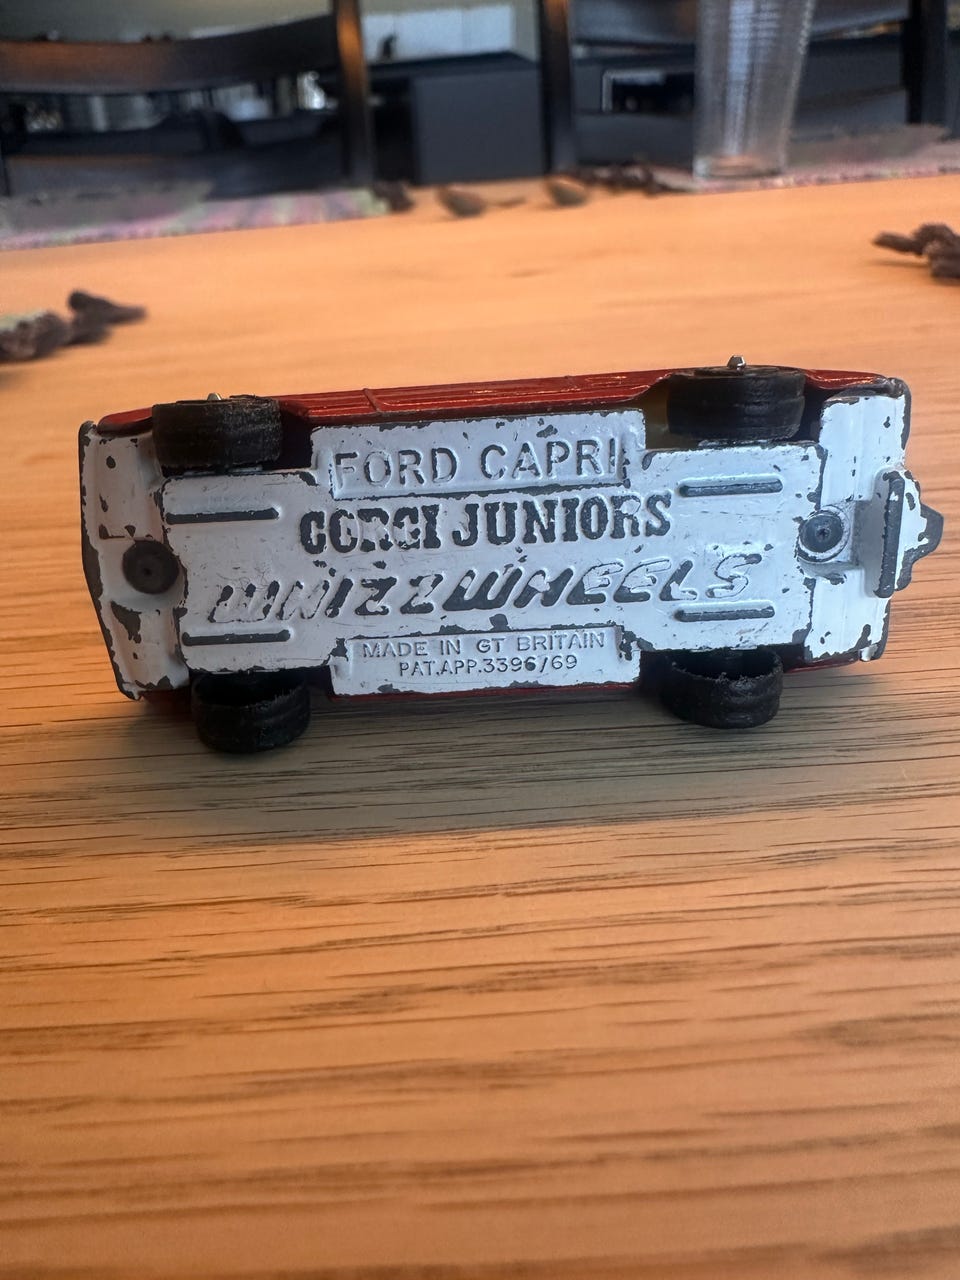 FORD CAPRI
CORGI JUNIORS
WHIZZWHEELS
MADE IN GT BRITAIN
PAT.APP.3396/69